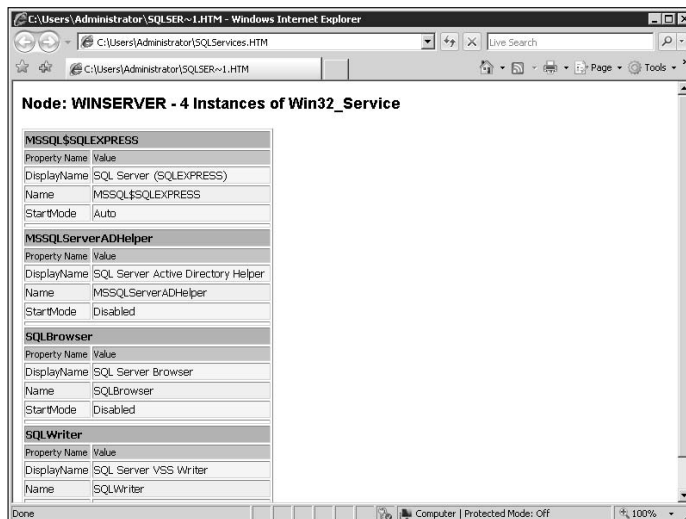 C:\Users\Administrator\SQLSER~1.HTM - Windows Internet Explorer
C:\Users\Administrator\SQLServices.HTM
Live Search
C:\Users\Administrator\SQLSER~1.HTM
Page
Tools
Node: WINSERVER - 4 Instances of Win32_Service
MSSQL$SQLEXPRESS
Property Name Value
DisplayName SQL Server (SQLEXPRESS)
Name MSSQL$SQLEXPRESS
StartMode Auto
MSSQLServerADHelper
Property Name Value
DisplayName SQL Server Active Directory Helper
Name MSSQLServerADHelper
StartMode Disabled
SQLBrowser
Property Name Value
DisplayName SQL Server Browser
Name SQLBrowser
StartMode Disabled
SQLWriter
Property Name Value
DisplayName SQL Server VSS Writer
Name SQLWriter
Done
Computer | Protected Mode: Off
100%